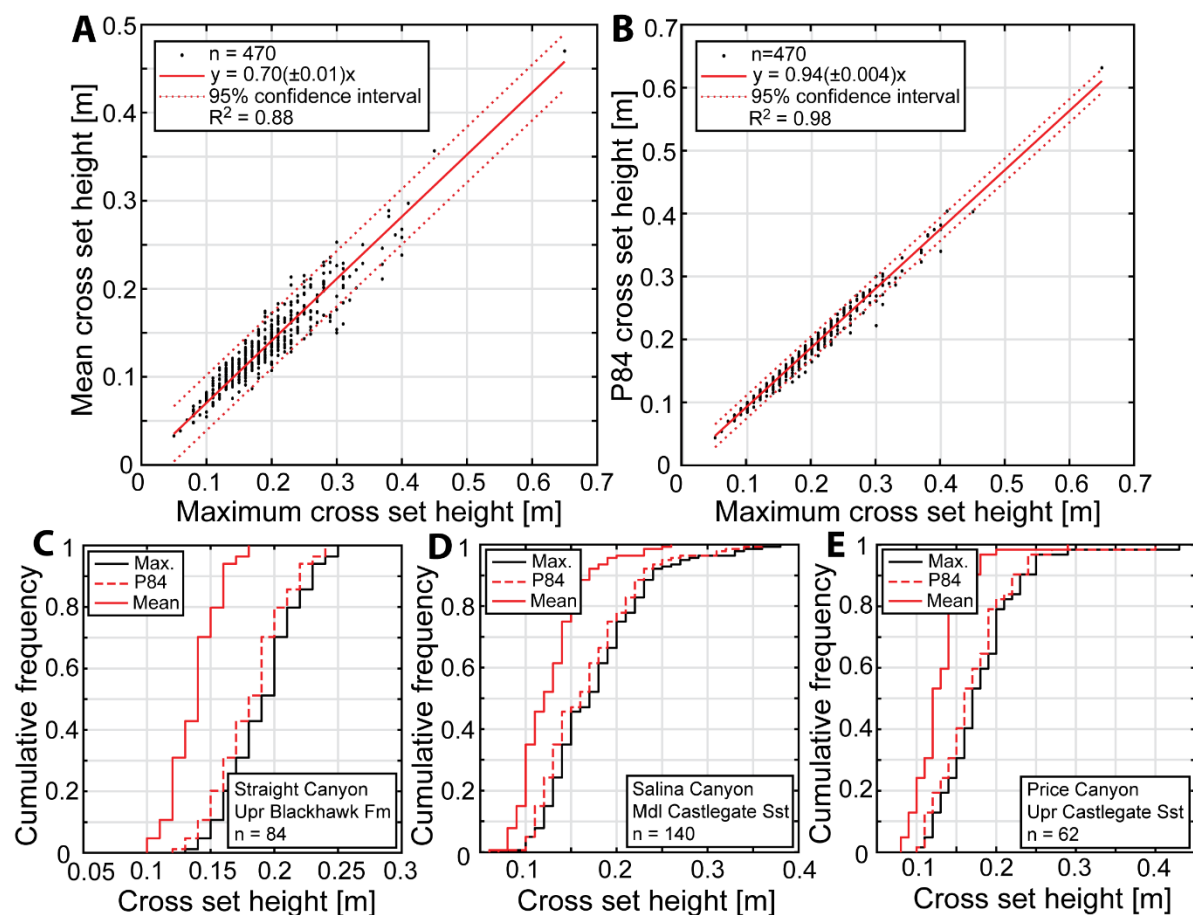 A
0.5
0.4
0.3
0.2
0.1
0
Mean cross set height [m]
n = 470
y = 0.70(±0.01)x
95% confidence interval
R² = 0.88
0 0.1 0.2 0.3 0.4 0.5 0.6 0.7
Maximum cross set height [m]
B
0.7
0.6
0.5
0.4
0.3
0.2
0.1
0
P84 cross set height [m]
n=470
y = 0.94(±0.004)x
95% confidence interval
R² = 0.98
0 0.1 0.2 0.3 0.4 0.5 0.6 0.7
Maximum cross set height [m]
C
1
0.8
0.6
0.4
0.2
0
Cumulative frequency
Max.
P84
Mean
Straight Canyon
Upr Blackhawk Fm
n = 84
0.05 0.1 0.15 0.2 0.25 0.3
Cross set height [m]
D
1
0.8
0.6
0.4
0.2
0
Cumulative frequency
Max.
P84
Mean
Salina Canyon
Mdl Castlegate Sst
n = 140
0.1 0.2 0.3 0.4
Cross set height [m]
E
1
0.8
0.6
0.4
0.2
0
Cumulative frequency
Max.
P84
Mean
Price Canyon
Upr Castlegate Sst
n = 62
0.1 0.2 0.3 0.4
Cross set height [m]